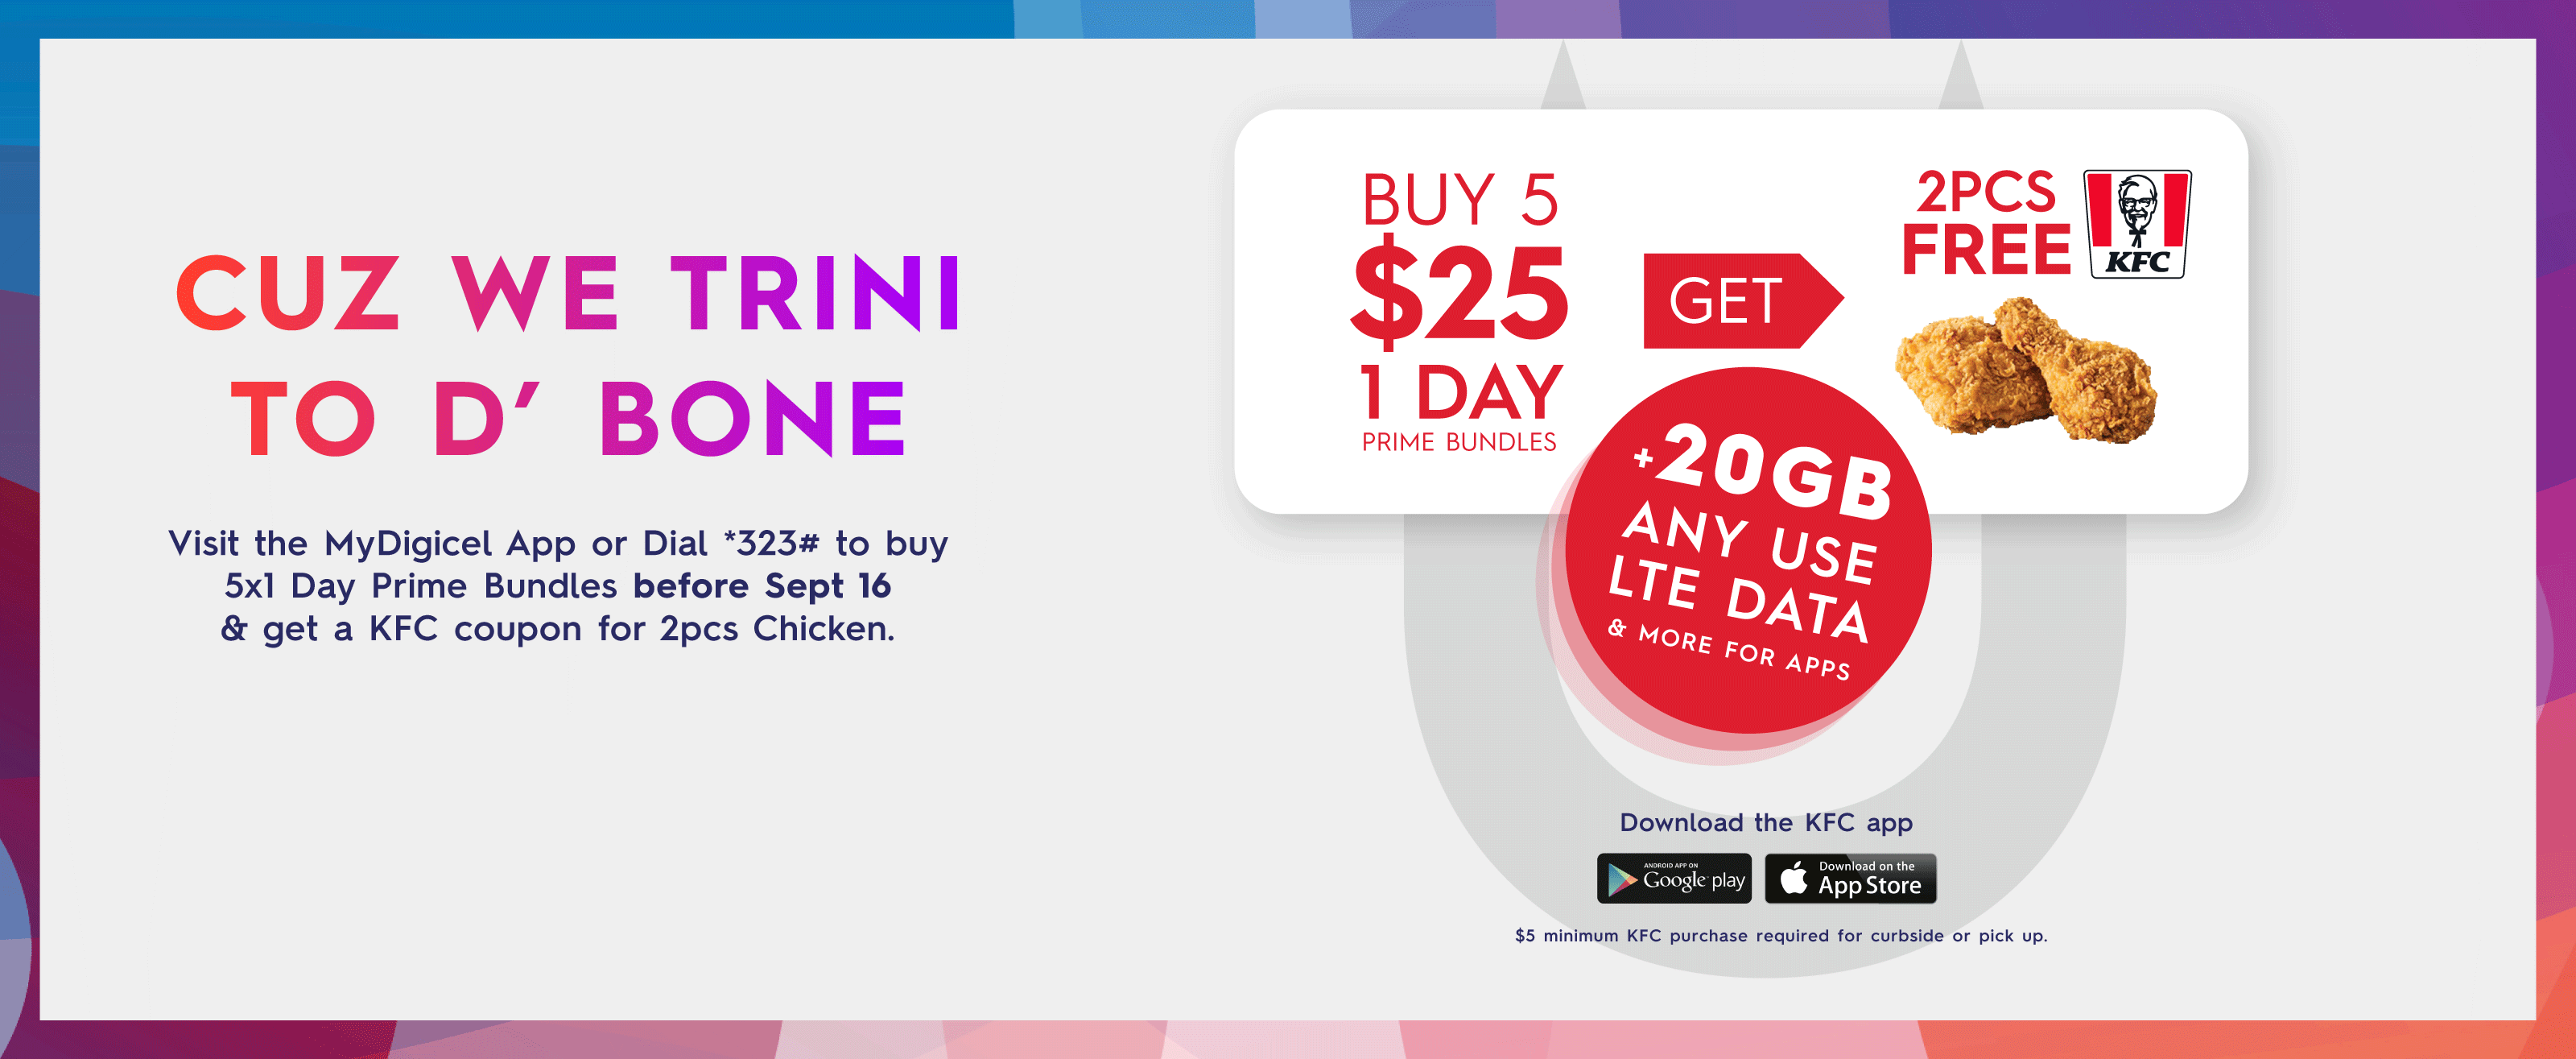 CUZ WE TRINI
TO D’ BONE
Visit the MyDigicel App or Dial *323# to buy
5x1 Day Prime Bundles before Sept 16
& get a KFC coupon for 2pcs Chicken.
BUY 5
$25
1 DAY
PRIME BUNDLES
GET
2PCS
FREE
KFC
+20GB
ANY USE
LTE DATA
& MORE FOR APPS
Download the KFC app
ANDROID APP ON
Google play
Download on the
App Store
$5 minimum KFC purchase required for curbside or pick up.